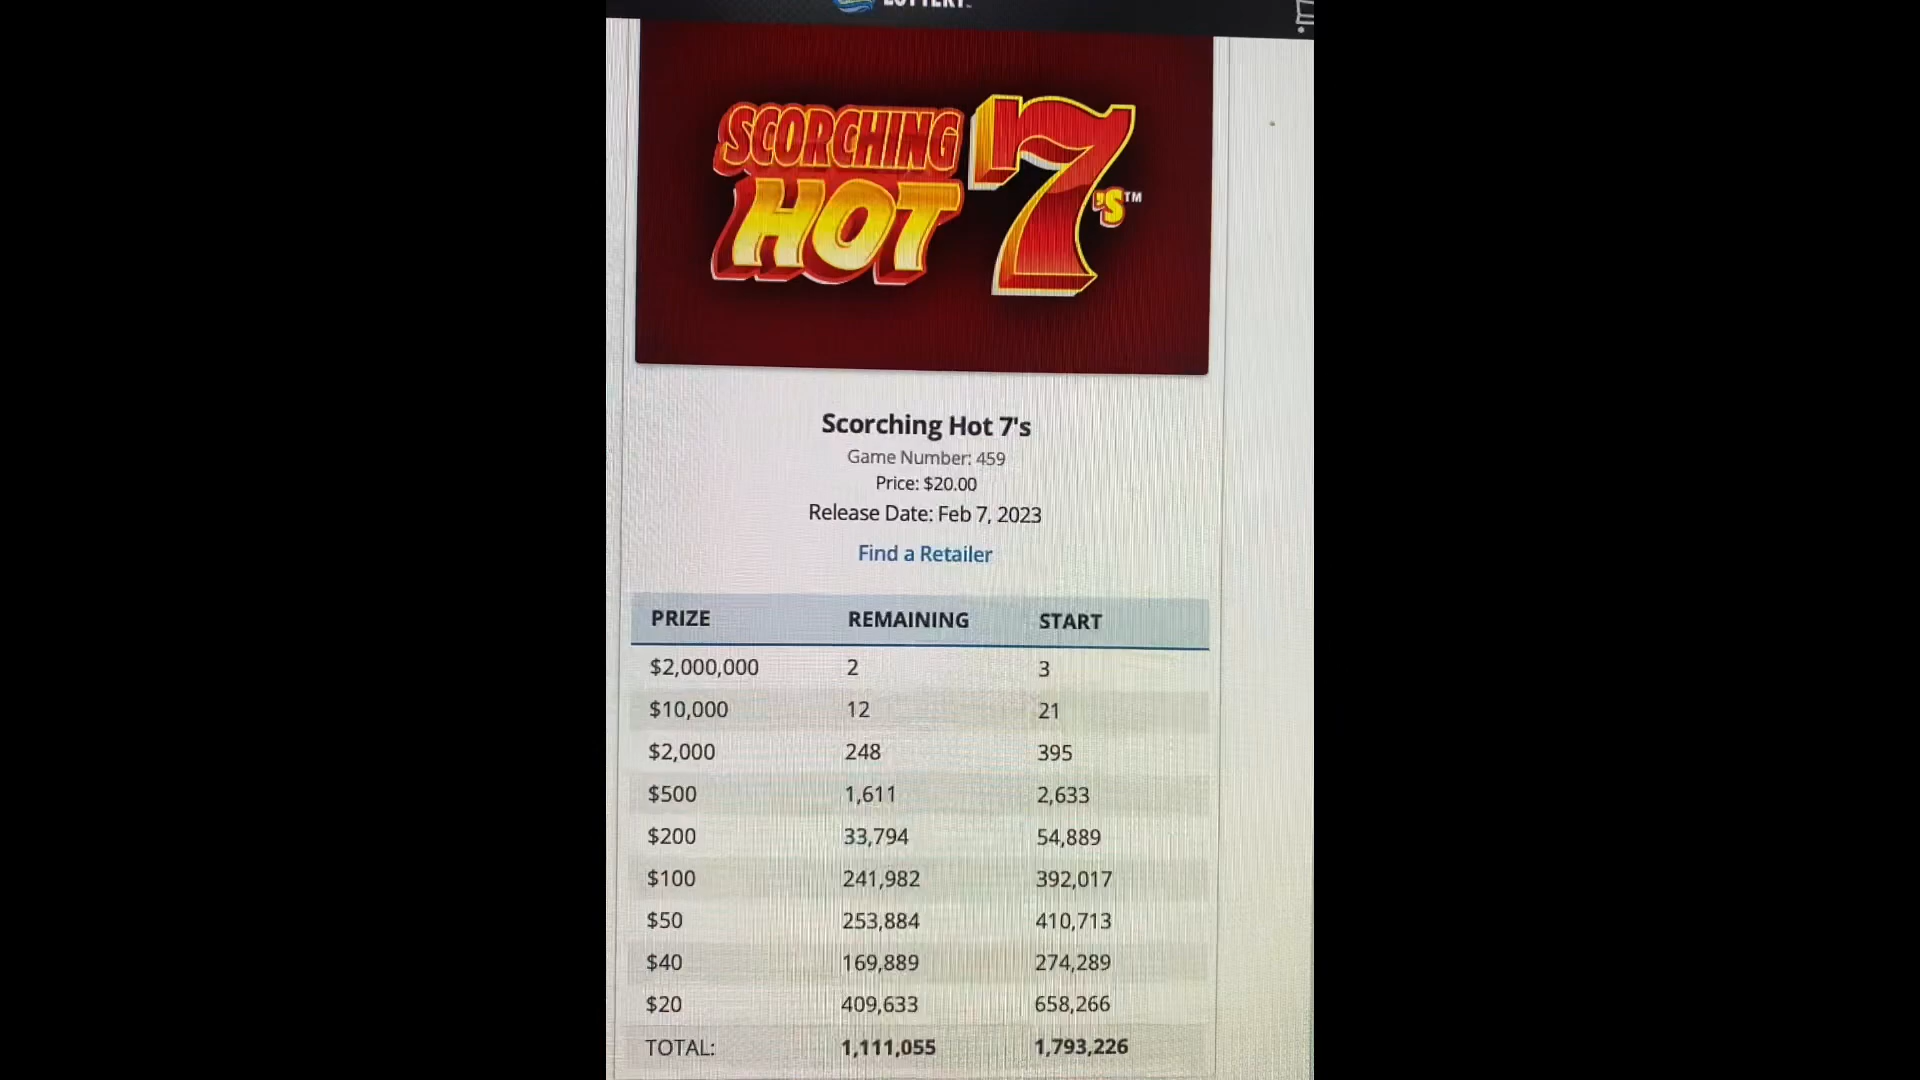 LOTTERY™
SCORCHING
HOT 7's™
Scorching Hot 7's
Game Number: 459
Price: $20.00
Release Date: Feb 7, 2023
Find a Retailer
PRIZE REMAINING START
$2,000,000 2 3
$10,000 12 21
$2,000 248 395
$500 1,611 2,633
$200 33,794 54,889
$100 241,982 392,017
$50 253,884 410,713
$40 169,889 274,289
$20 409,633 658,266
TOTAL: 1,111,055 1,793,226